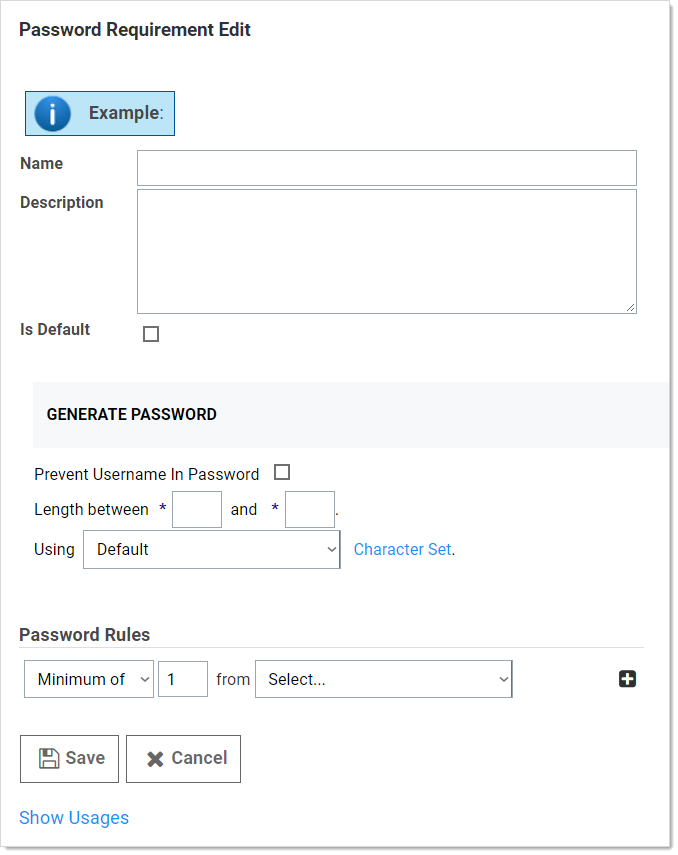 Password Requirement Edit
Example:
Name
Description
Is Default
GENERATE PASSWORD
Prevent Username In Password
Length between * and * .
Using Default Character Set.
Password Rules
Minimum of 1 from Select...
Save Cancel
Show Usages